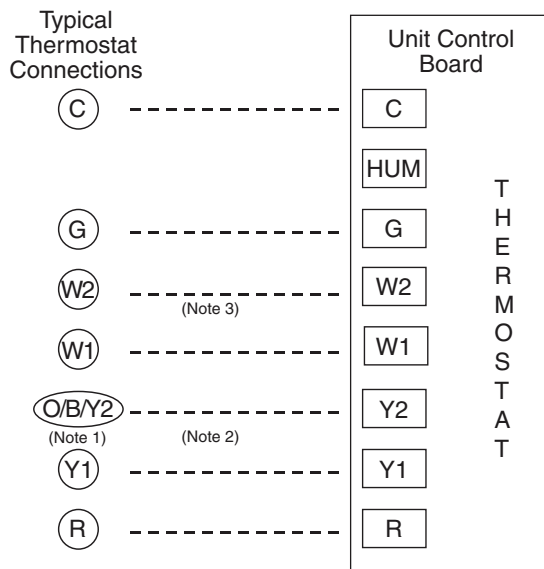 Typical
Thermostat
Connections
Unit Control
Board
C
C
HUM
G
G
W2
(Note 3)
W2
W1
W1
O/B/Y2
(Note 1)
(Note 2)
Y2
Y1
Y1
R
R
THERMOSTAT